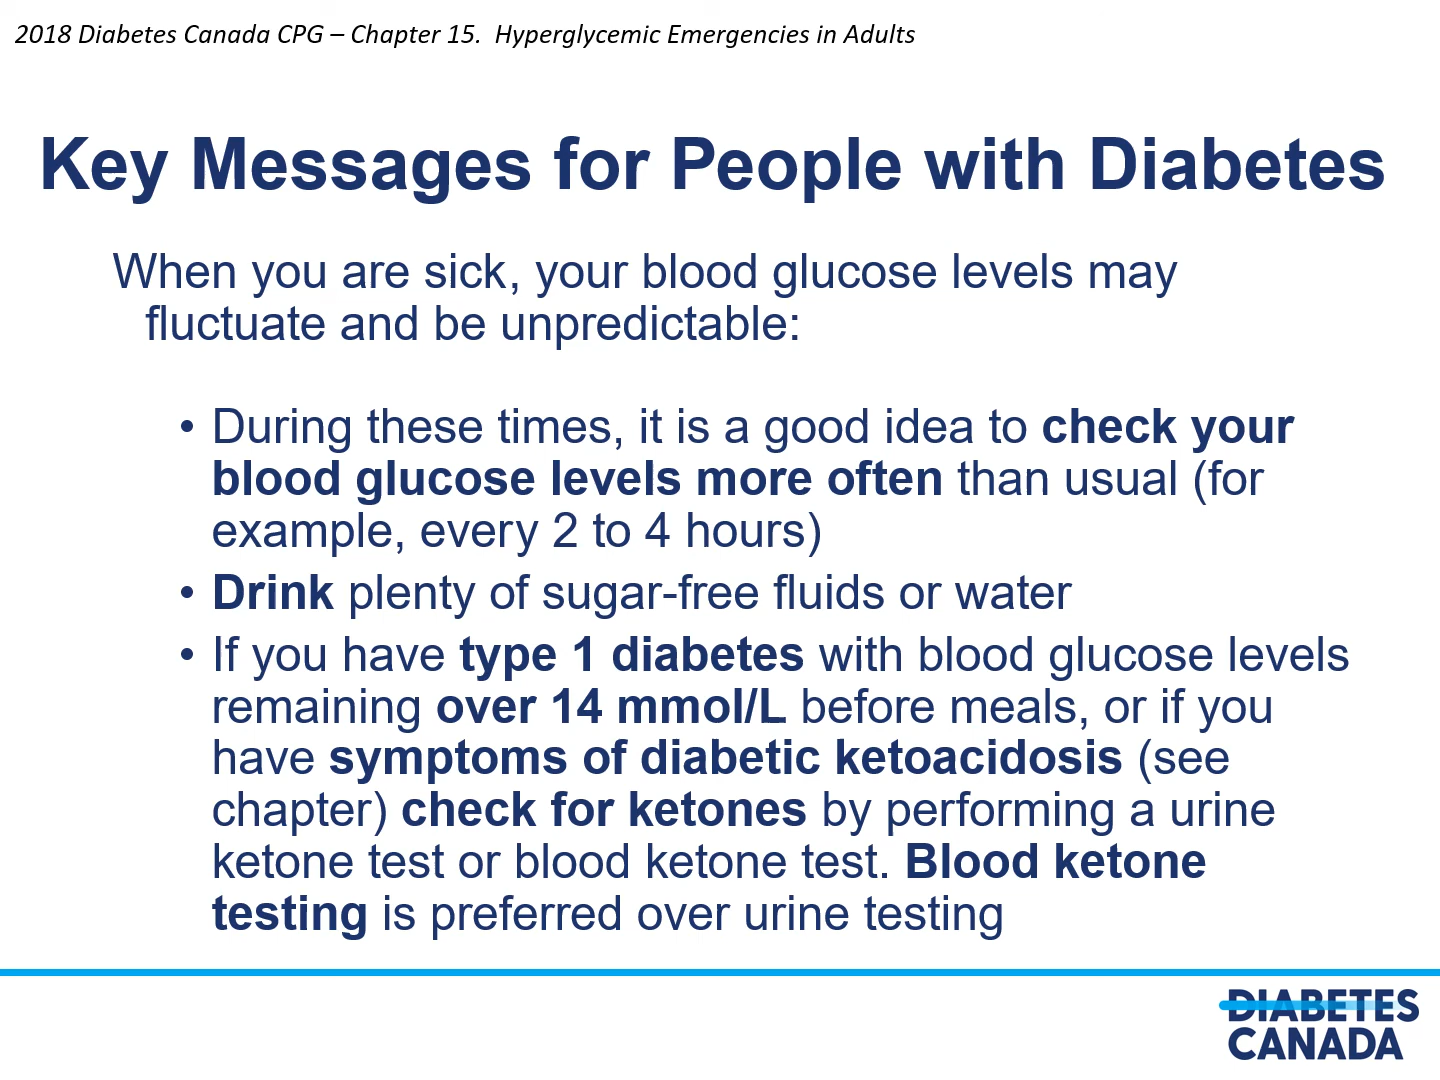 2018 Diabetes Canada CPG – Chapter 15.  Hyperglycemic Emergencies in Adults
Key Messages for People with Diabetes
When you are sick, your blood glucose levels may
fluctuate and be unpredictable:
• During these times, it is a good idea to check your
blood glucose levels more often than usual (for
example, every 2 to 4 hours)
• Drink plenty of sugar-free fluids or water
• If you have type 1 diabetes with blood glucose levels
remaining over 14 mmol/L before meals, or if you
have symptoms of diabetic ketoacidosis (see
chapter) check for ketones by performing a urine
ketone test or blood ketone test. Blood ketone
testing is preferred over urine testing
DIABETES
CANADA